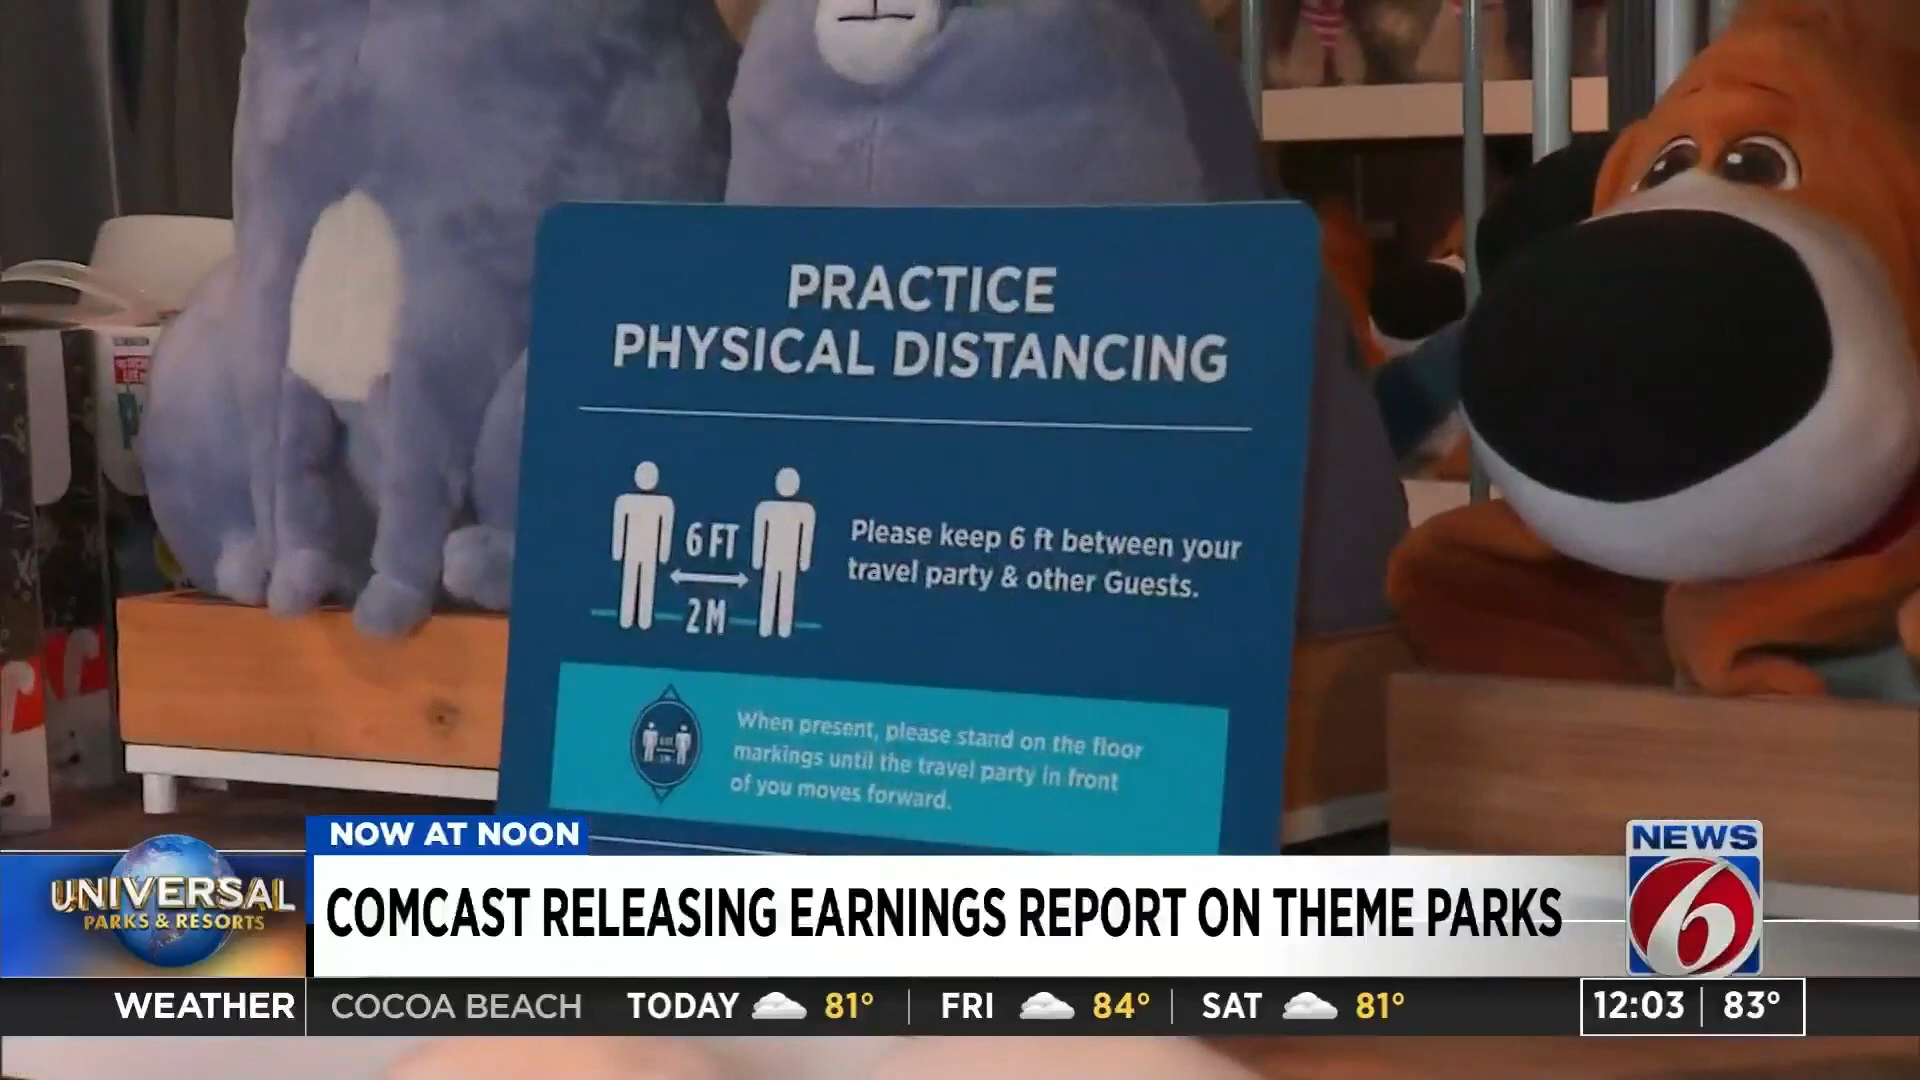 PRACTICE
PHYSICAL DISTANCING
6 FT
2 M
Please keep 6 ft between your
travel party & other Guests.
When present, please stand on the floor
markings until the travel party in front
of you moves forward.
NOW AT NOON
UNIVERSAL
PARKS & RESORTS
COMCAST RELEASING EARNINGS REPORT ON THEME PARKS
NEWS
6
WEATHER COCOA BEACH TODAY 81° FRI 84° SAT 81° 12:03 83°